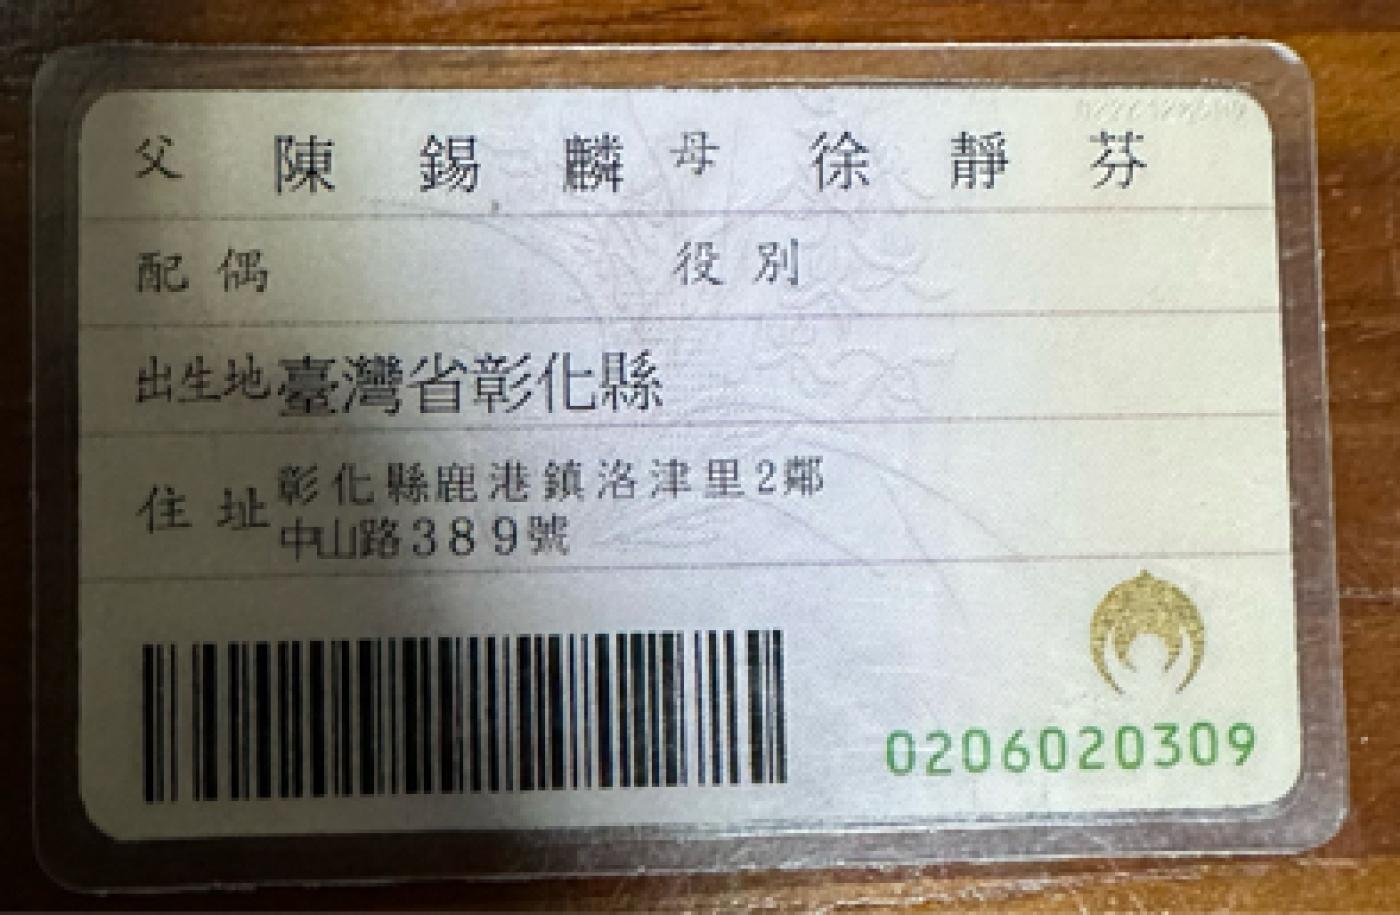 父 陳錫麟 母 徐靜芬
配偶 役別
出生地 臺灣省彰化縣
住址 彰化縣鹿港鎮洛津里2鄰
中山路389號
0206020309